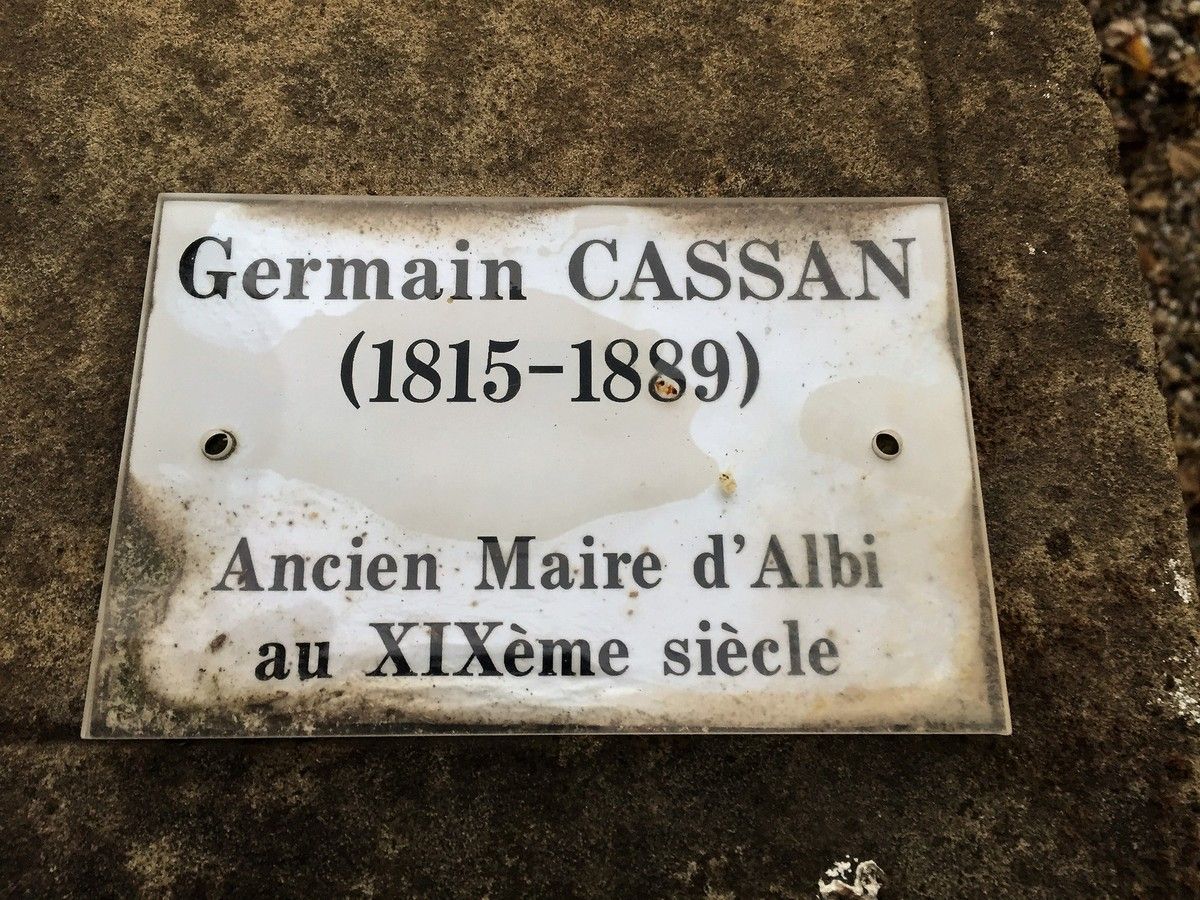 Germain CASSAN
(1815-1889)
Ancien Maire d'Albi
au XIXème siècle